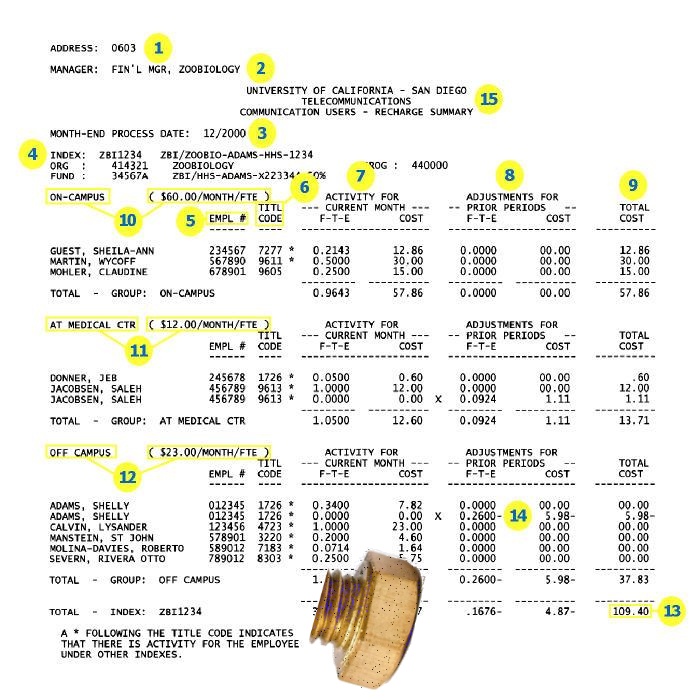 ADDRESS: 0603 1
MANAGER: FIN'L MGR, ZOOBIOLOGY 2
UNIVERSITY OF CALIFORNIA - SAN DIEGO
TELECOMMUNICATIONS 15
COMMUNICATION USERS - RECHARGE SUMMARY
MONTH-END PROCESS DATE: 12/2000 3
4 INDEX: ZBI1234 ZBI/ZOOBIO-ADAMS-HHS-1234
ORG : 414321 ZOOBIOLOGY : 440000
FUND : 34567A
6 7 8 9
ON-CAMPUS ( $60.00/MONTH/FTE ) ACTIVITY FOR ADJUSTMENTS FOR
TITL --- CURRENT MONTH --- -- PRIOR PERIODS -- TOTAL
10 5 EMPL # CODE F-T-E COST F-T-E COST COST
GUEST, SHEILA-ANN 234567 7277 * 0.2143 12.86 0.0000 00.00 12.86
MARTIN, WYCOFF 567890 9611 * 0.5000 30.00 0.0000 00.00 30.00
MOHLER, CLAUDINE 678901 9605 0.2500 15.00 0.0000 00.00 15.00
TOTAL - GROUP: ON-CAMPUS 0.9643 57.86 0.0000 00.00 57.86
AT MEDICAL CTR ( $12.00/MONTH/FTE ) ACTIVITY FOR ADJUSTMENTS FOR
TITL --- CURRENT MONTH --- -- PRIOR PERIODS -- TOTAL
11 EMPL # CODE F-T-E COST F-T-E COST COST
DONNER, JEB 245678 1726 * 0.0500 0.60 0.0000 00.00 .60
JACOBSEN, SALEH 456789 9613 * 1.0000 12.00 0.0000 00.00 12.00
JACOBSEN, SALEH 456789 9613 * 0.0000 0.00 X 0.0924 1.11 1.11
TOTAL - GROUP: AT MEDICAL CTR 1.0500 12.60 0.0924 1.11 13.71
OFF CAMPUS ( $23.00/MONTH/FTE ) ACTIVITY FOR ADJUSTMENTS FOR
TITL --- CURRENT MONTH --- -- PRIOR PERIODS -- TOTAL
12 EMPL # CODE F-T-E COST F-T-E COST COST
ADAMS, SHELLY 012345 1726 * 0.3400 7.82 0.0000 00.00 00.00
ADAMS, SHELLY 012345 1726 * 0.0000 0.00 X 0.2600- 14 5.98- 5.98-
CALVIN, LYSANDER 123456 4723 * 1.0000 23.00 0.0000 00.00 00.00
MANSTEIN, ST JOHN 578901 3220 * 0.2000 4.60 0.0000 00.00 00.00
MOLINA-DAVIES, ROBERTO 589012 7183 * 0.0714 1.64 0.0000 00.00 00.00
SEVERN, RIVERA OTTO 789012 8303 * 0.2500 0.0000 00.00 00.00
TOTAL - GROUP: OFF CAMPUS 0.2600- 5.98- 37.83
TOTAL - INDEX: ZBI1234 .1676- 4.87- 109.40 13
A * FOLLOWING THE TITLE CODE INDICATES
THAT THERE IS ACTIVITY FOR THE EMPLOYEE
UNDER OTHER INDEXES.